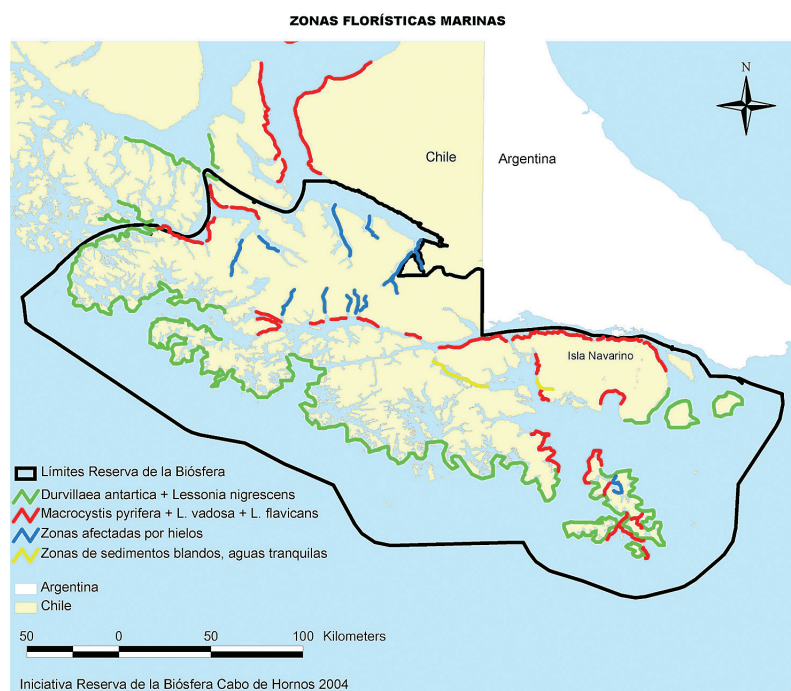 ZONAS FLORÍSTICAS MARINAS
N
Chile
Argentina
Isla Navarino
Límites Reserva de la Biósfera
Durvillaea antartica + Lessonia nigrescens
Macrocystis pyrifera + L. vadosa + L. flavicans
Zonas afectadas por hielos
Zonas de sedimentos blandos, aguas tranquilas
Argentina
Chile
50 0 50 100 Kilometers
Iniciativa Reserva de la Biósfera Cabo de Hornos 2004